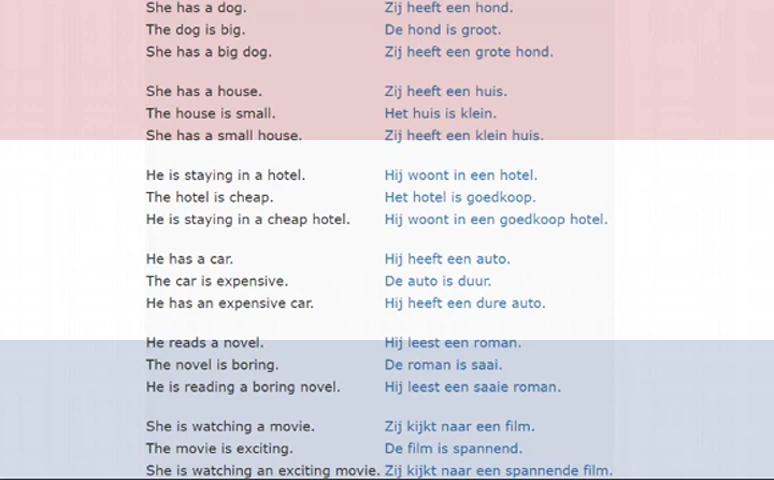 She has a dog. Zij heeft een hond.
The dog is big. De hond is groot.
She has a big dog. Zij heeft een grote hond.
She has a house. Zij heeft een huis.
The house is small. Het huis is klein.
She has a small house. Zij heeft een klein huis.
He is staying in a hotel. Hij woont in een hotel.
The hotel is cheap. Het hotel is goedkoop.
He is staying in a cheap hotel. Hij woont in een goedkoop hotel.
He has a car. Hij heeft een auto.
The car is expensive. De auto is duur.
He has an expensive car. Hij heeft een dure auto.
He reads a novel. Hij leest een roman.
The novel is boring. De roman is saai.
He is reading a boring novel. Hij leest een saaie roman.
She is watching a movie. Zij kijkt naar een film.
The movie is exciting. De film is spannend.
She is watching an exciting movie. Zij kijkt naar een spannende film.